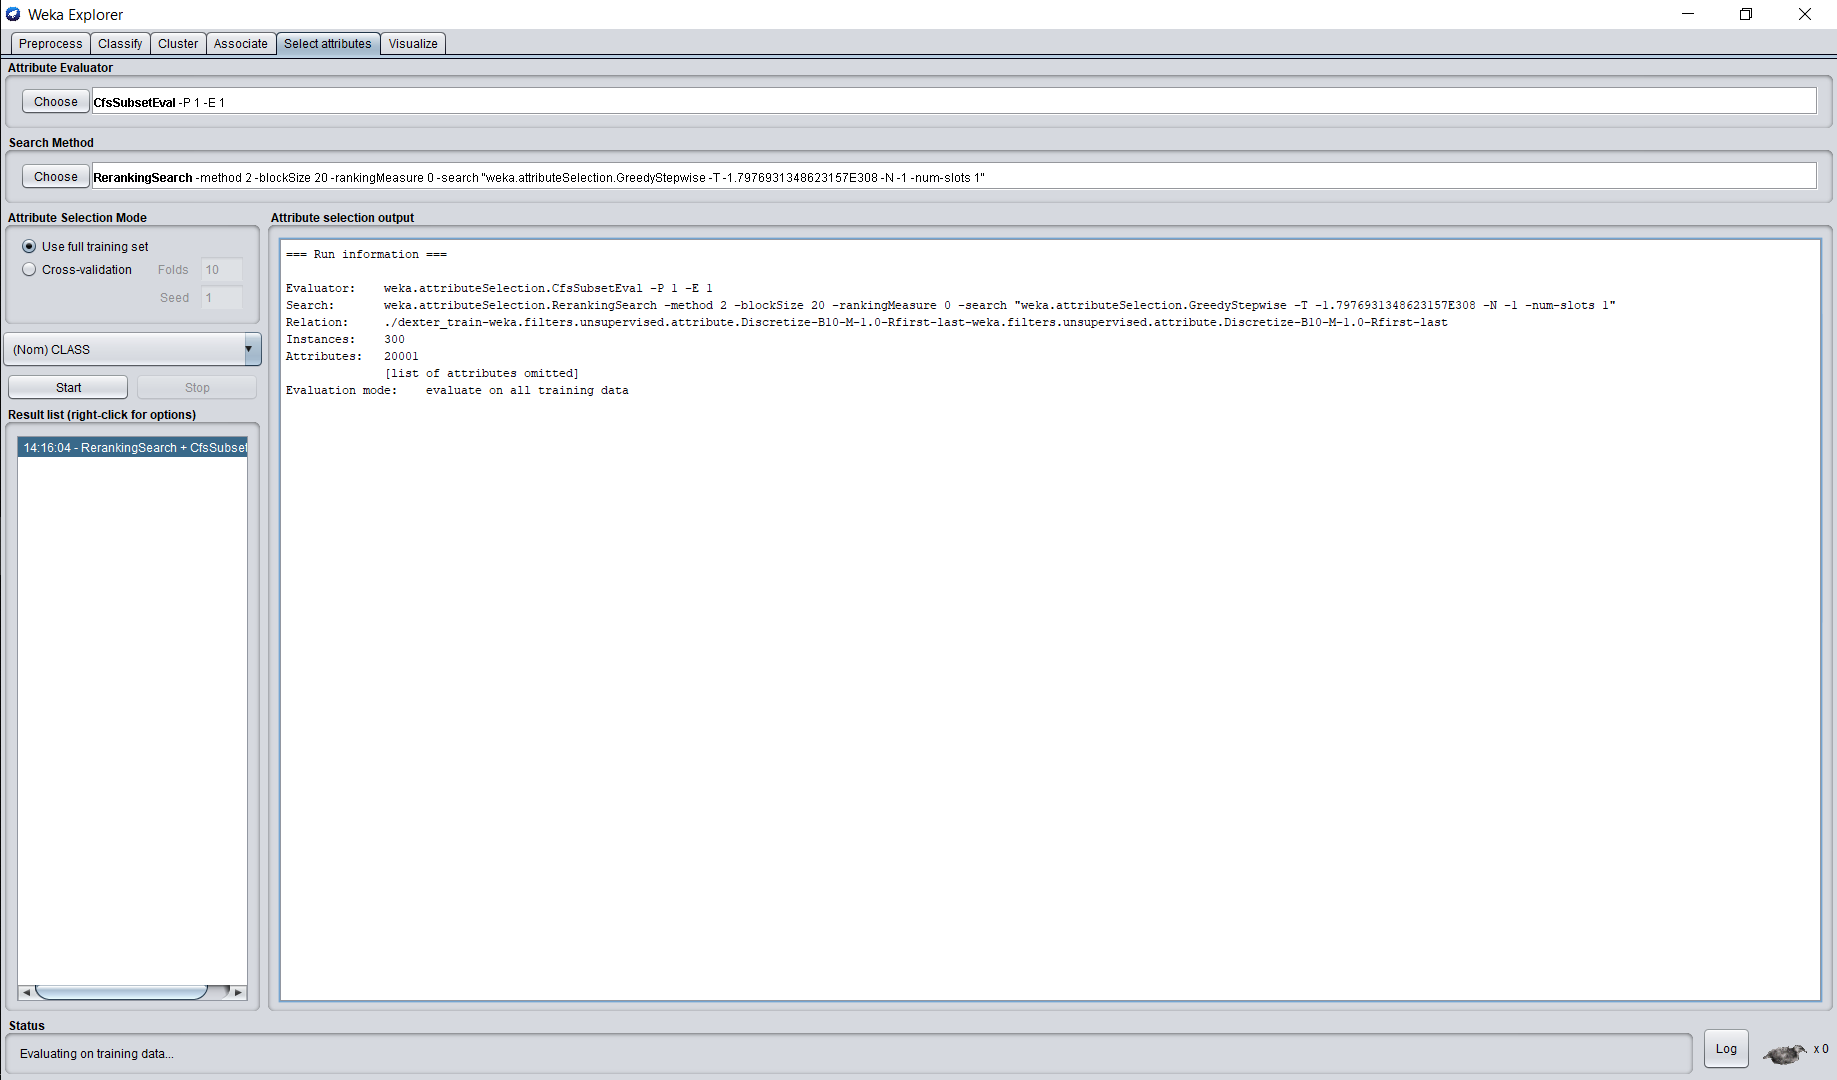 Weka Explorer
Preprocess Classify Cluster Associate Select attributes Visualize
Attribute Evaluator
Choose CfsSubsetEval -P 1 -E 1
Search Method
Choose RerankingSearch -method 2 -blockSize 20 -rankingMeasure 0 -search "weka.attributeSelection.GreedyStepwise -T -1.7976931348623157E308 -N -1 -num-slots 1"
Attribute Selection Mode
Use full training set
Cross-validation Folds 10
Seed 1
(Nom) CLASS
Start Stop
Result list (right-click for options)
14:16:04 - RerankingSearch + CfsSubset
Attribute selection output
=== Run information ===
Evaluator: weka.attributeSelection.CfsSubsetEval -P 1 -E 1
Search: weka.attributeSelection.RerankingSearch -method 2 -blockSize 20 -rankingMeasure 0 -search "weka.attributeSelection.GreedyStepwise -T -1.7976931348623157E308 -N -1 -num-slots 1"
Relation: ./dexter_train-weka.filters.unsupervised.attribute.Discretize-B10-M-1.0-Rfirst-last-weka.filters.unsupervised.attribute.Discretize-B10-M-1.0-Rfirst-last
Instances: 300
Attributes: 20001
[list of attributes omitted]
Evaluation mode: evaluate on all training data
Status
Evaluating on training data...
Log x 0